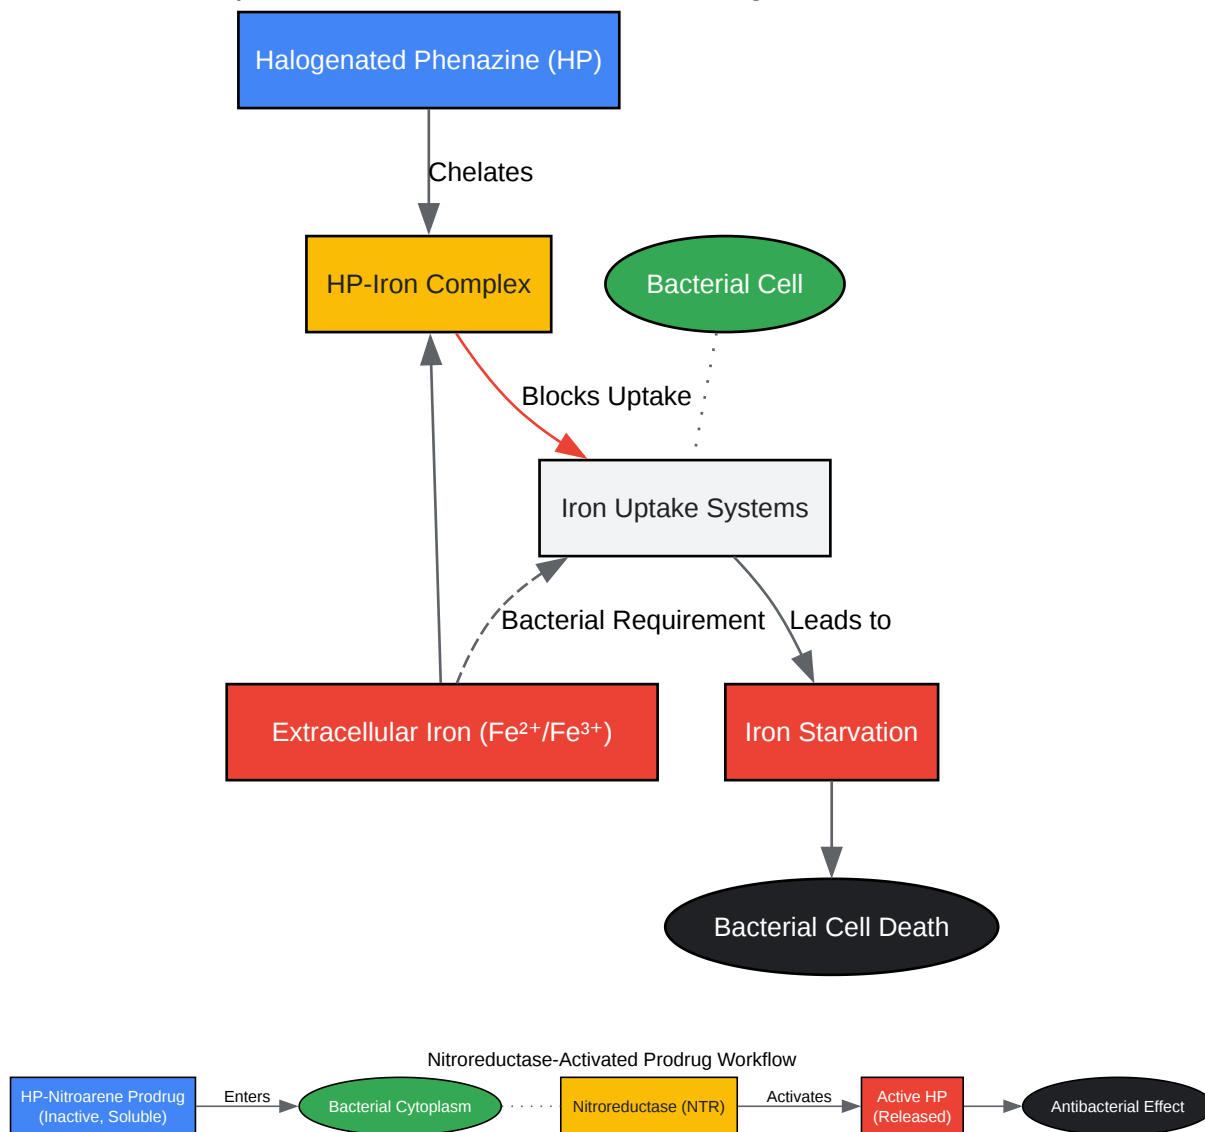 Halogenated Phenazine (HP)
Chelates
HP-Iron Complex
Bacterial Cell
Blocks Uptake
Iron Uptake Systems
Bacterial Requirement
Leads to
Extracellular Iron (Fe²⁺/Fe³⁺)
Iron Starvation
Bacterial Cell Death
Nitroreductase-Activated Prodrug Workflow
HP-Nitroarene Prodrug
(Inactive, Soluble)
Enters
Bacterial Cytoplasm
Nitroreductase (NTR)
Activates
Active HP
(Released)
Antibacterial Effect